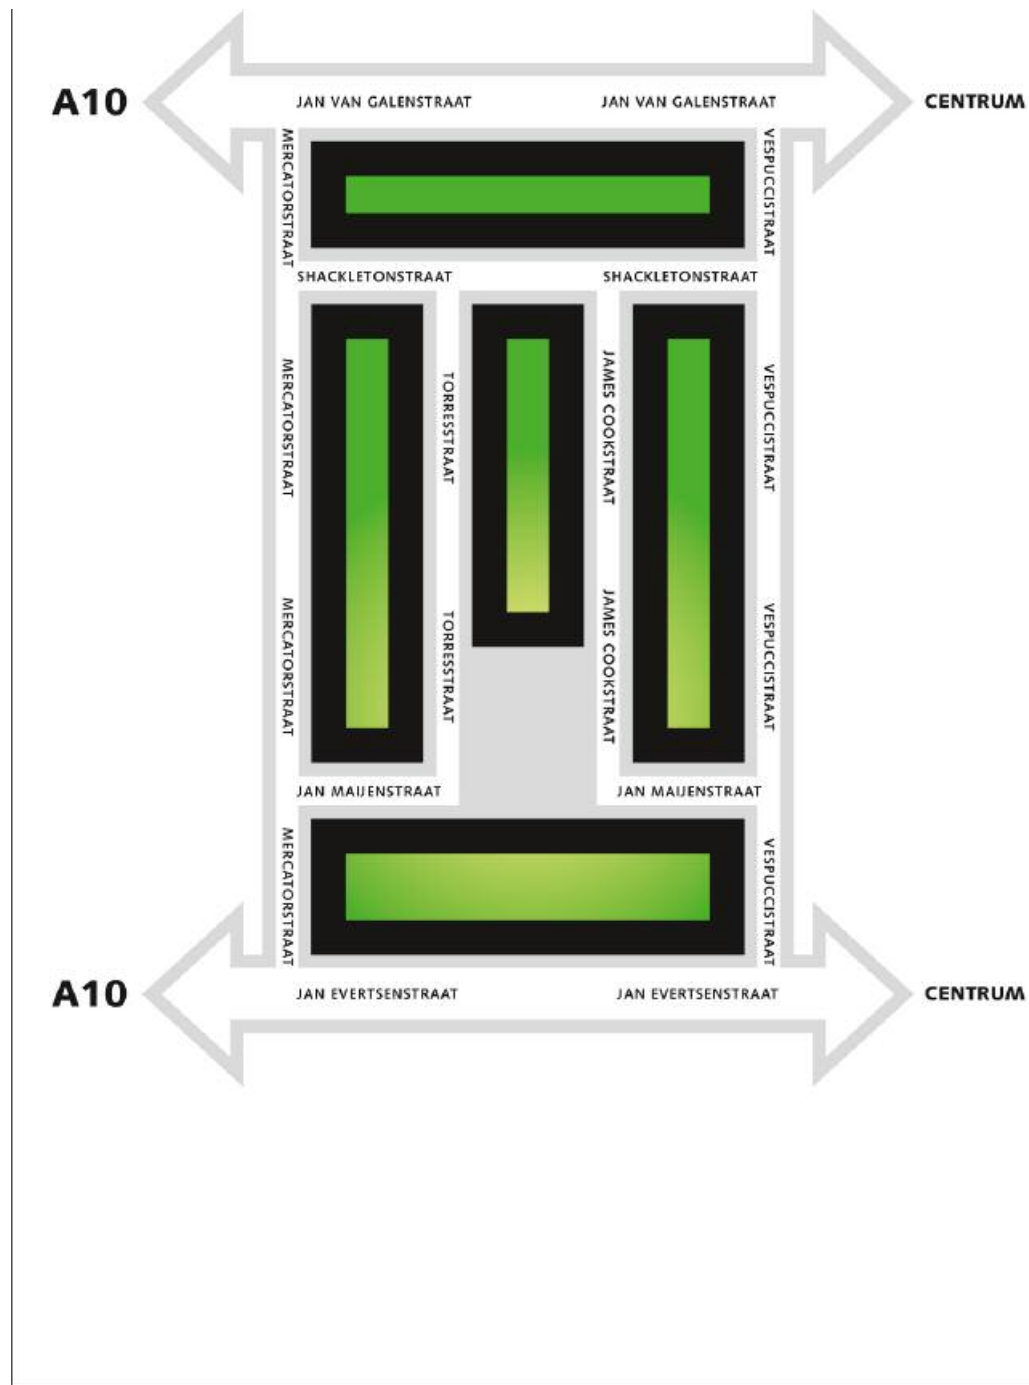 A10
JAN VAN GALENSTRAAT
JAN VAN GALENSTRAAT
CENTRUM
MERCATORSTRAAT
VESPUCCISTRAAT
SHACKLETONSTRAAT
SHACKLETONSTRAAT
MERCATORSTRAAT
TORRESSTRAAT
JAMES COOKSTRAAT
VESPUCCISTRAAT
MERCATORSTRAAT
TORRESSTRAAT
JAMES COOKSTRAAT
VESPUCCISTRAAT
JAN MAIJENSTRAAT
JAN MAIJENSTRAAT
MERCATORSTRAAT
VESPUCCISTRAAT
A10
JAN EVERTSENSTRAAT
JAN EVERTSENSTRAAT
CENTRUM